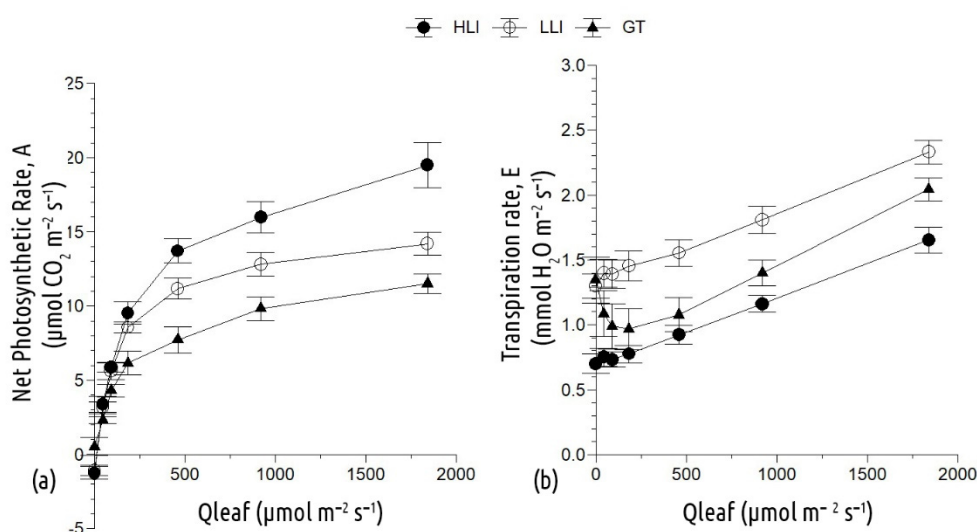 HLI LLI GT
25
20
15
10
5
0
-5
500 1000 1500 2000
Net Photosynthetic Rate, A
(µmol CO₂ m⁻² s⁻¹)
(a)
Qleaf (µmol m⁻² s⁻¹)
3.0
2.5
2.0
1.5
1.0
0.5
0.0
0 500 1000 1500 2000
Transpiration rate, E
(mmol H₂O m⁻² s⁻¹)
(b)
Qleaf (µmol m⁻² s⁻¹)